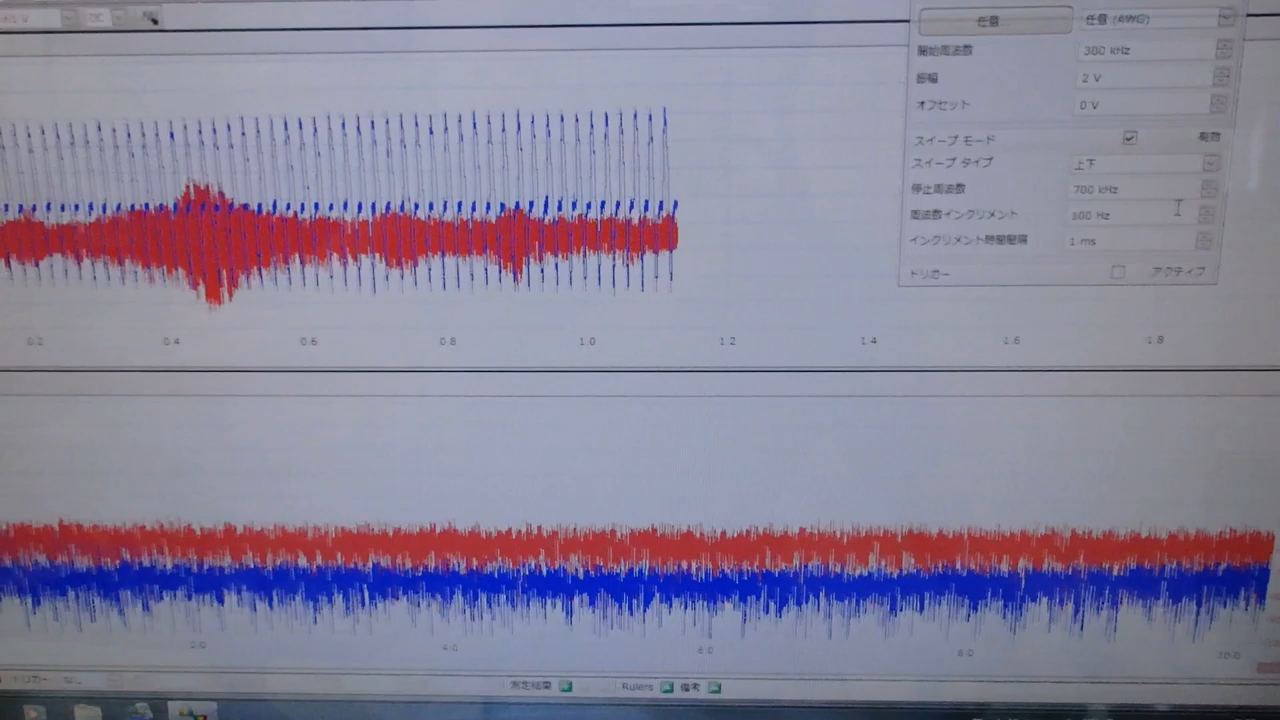 任意
任意 (AWG)
開始周波数
300 kHz
振幅
2 V
オフセット
0 V
スイープ モード
有効
スイープ タイプ
上下
停止周波数
700 kHz
周波数インクリメント
100 Hz
インクリメント時間間隔
1 ms
トリガー
アクティブ
0.2 0.4 0.6 0.8 1.0 1.2 1.4 1.6 1.8
2.0 4.0 6.0 8.0 10.0
トリガー なし
測定結果
Rulers
備考